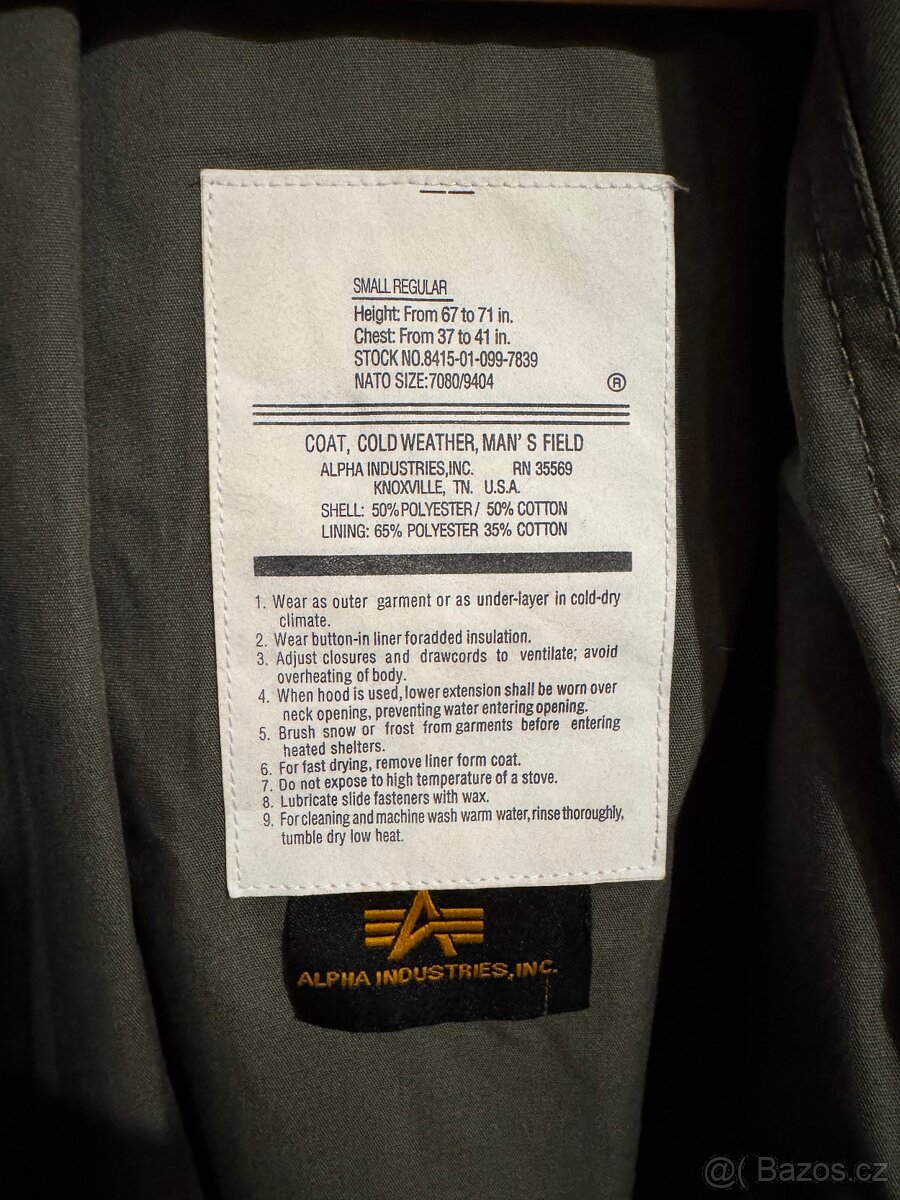 SMALL REGULAR
Height: From 67 to 71 in.
Chest: From 37 to 41 in.
STOCK NO.8415-01-099-7839
NATO SIZE:7080/9404 ®
COAT, COLD WEATHER, MAN' S FIELD
ALPHA INDUSTRIES,INC. RN 35569
KNOXVILLE, TN. U.S.A.
SHELL: 50%POLYESTER/ 50% COTTON
LINING: 65% POLYESTER 35% COTTON
1. Wear as outer garment or as under-layer in cold-dry
climate.
2. Wear button-in liner foradded insulation.
3. Adjust closures and drawcords to ventilate; avoid
overheating of body.
4. When hood is used, lower extension shall be worn over
neck opening, preventing water entering opening.
5. Brush snow or frost from garments before entering
heated shelters.
6. For fast drying, remove liner form coat.
7. Do not expose to high temperature of a stove.
8. Lubricate slide fasteners with wax.
9. For cleaning and machine wash warm water, rinse thoroughly,
tumble dry low heat.
ALPHA INDUSTRIES, INC.
@( Bazos.cz